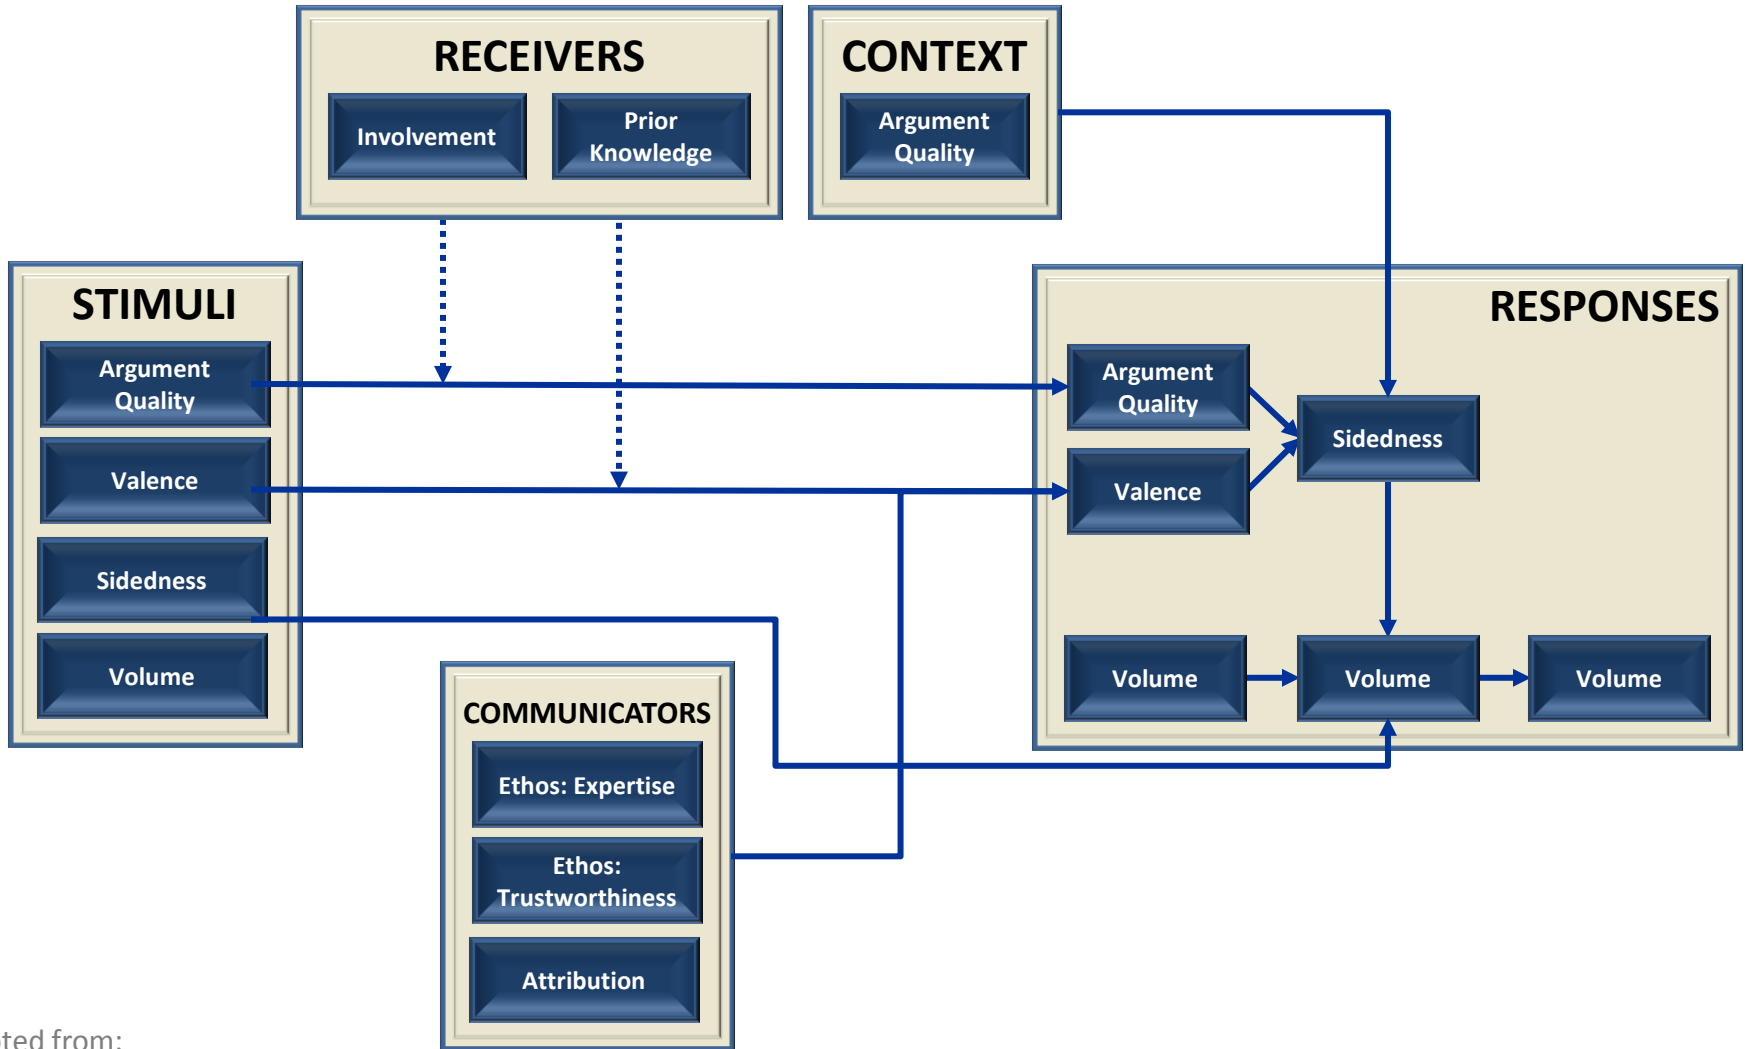 RECEIVERS
Involvement
Prior
Knowledge
CONTEXT
Argument
Quality
STIMULI
Argument
Quality
Valence
Sidedness
Volume
COMMUNICATORS
Ethos: Expertise
Ethos:
Trustworthiness
Attribution
RESPONSES
Argument
Quality
Valence
Sidedness
Volume
Volume
Volume
from: